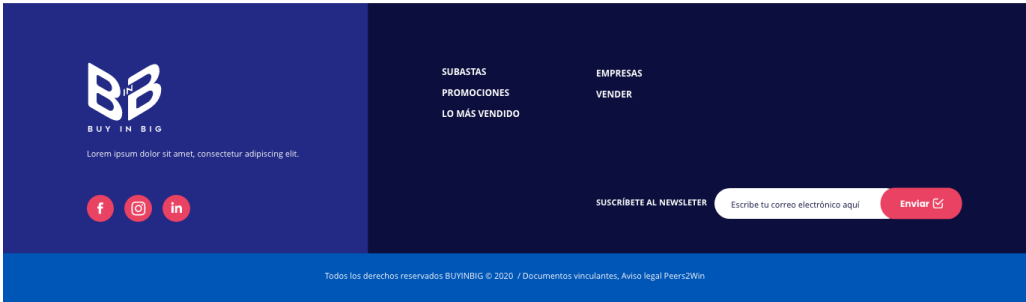 B IN B
BUY IN BIG
Lorem ipsum dolor sit amet, consectetur adipiscing elit.
f
in
SUBASTAS
PROMOCIONES
LO MÁS VENDIDO
EMPRESAS
VENDER
SUSCRÍBETE AL NEWSLETER
Escribe tu correo electrónico aquí
Enviar
Todos los derechos reservados BUYINBIG © 2020 / Documentos vinculantes, Aviso legal Peers2Win